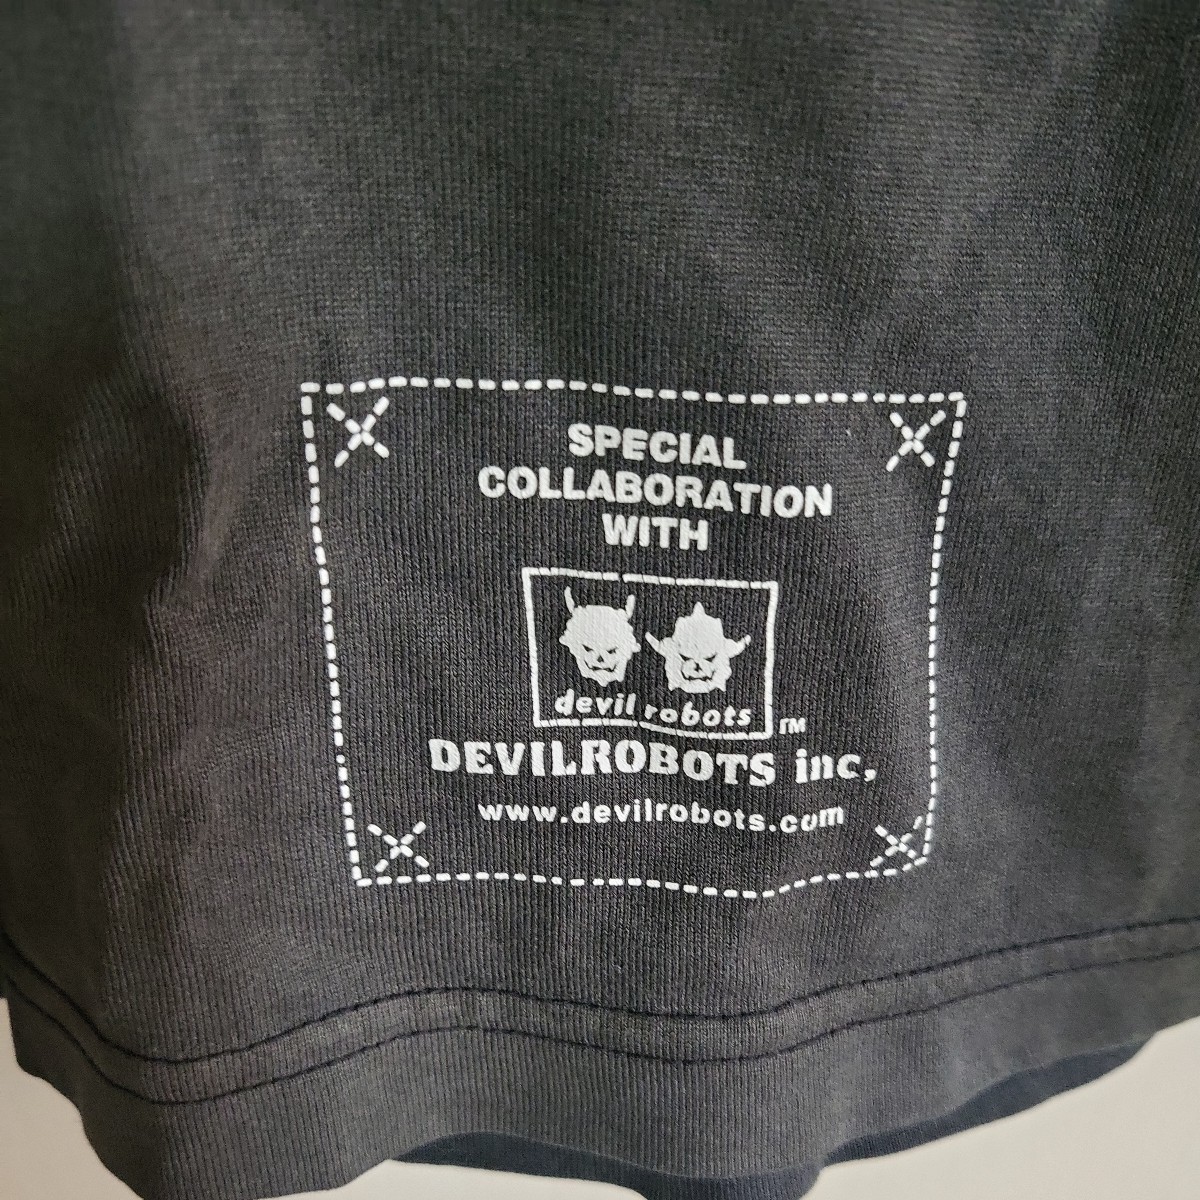 SPECIAL
COLLABORATION
WITH
devil robots
TM
DEVILROBOTS inc.
www.devilrobots.com